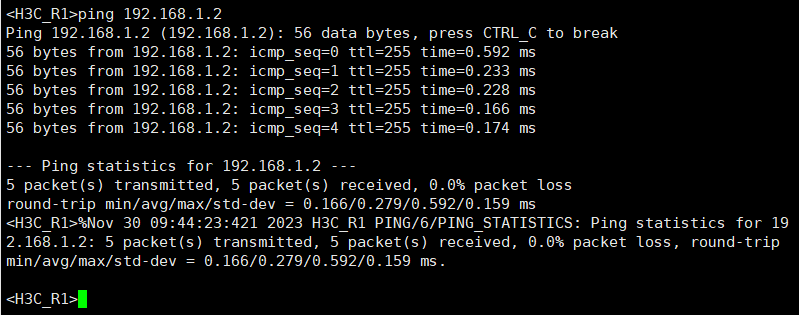 <H3C_R1>ping 192.168.1.2
Ping 192.168.1.2 (192.168.1.2): 56 data bytes, press CTRL_C to break
56 bytes from 192.168.1.2: icmp_seq=0 ttl=255 time=0.592 ms
56 bytes from 192.168.1.2: icmp_seq=1 ttl=255 time=0.233 ms
56 bytes from 192.168.1.2: icmp_seq=2 ttl=255 time=0.228 ms
56 bytes from 192.168.1.2: icmp_seq=3 ttl=255 time=0.166 ms
56 bytes from 192.168.1.2: icmp_seq=4 ttl=255 time=0.174 ms

--- Ping statistics for 192.168.1.2 ---
5 packet(s) transmitted, 5 packet(s) received, 0.0% packet loss
round-trip min/avg/max/std-dev = 0.166/0.279/0.592/0.159 ms
<H3C_R1>%Nov 30 09:44:23:421 2023 H3C_R1 PING/6/PING_STATISTICS: Ping statistics for 19
2.168.1.2: 5 packet(s) transmitted, 5 packet(s) received, 0.0% packet loss, round-trip
min/avg/max/std-dev = 0.166/0.279/0.592/0.159 ms.

<H3C_R1>